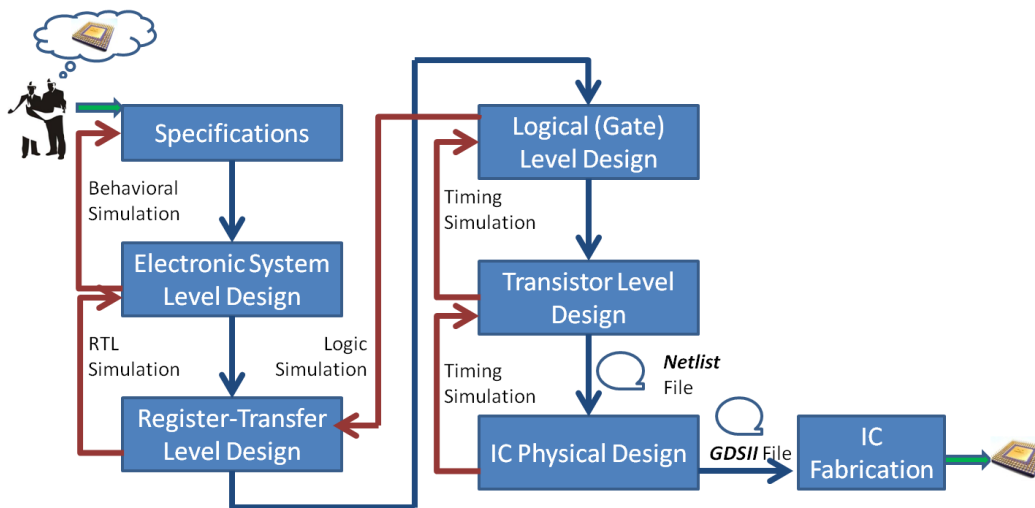 Specifications
Behavioral
Simulation
Electronic System
Level Design
RTL
Simulation
Register-Transfer
Level Design
Logic
Simulation
Logical (Gate)
Level Design
Timing
Simulation
Transistor Level
Design
Netlist
File
Timing
Simulation
IC Physical Design
GDSII File
IC
Fabrication